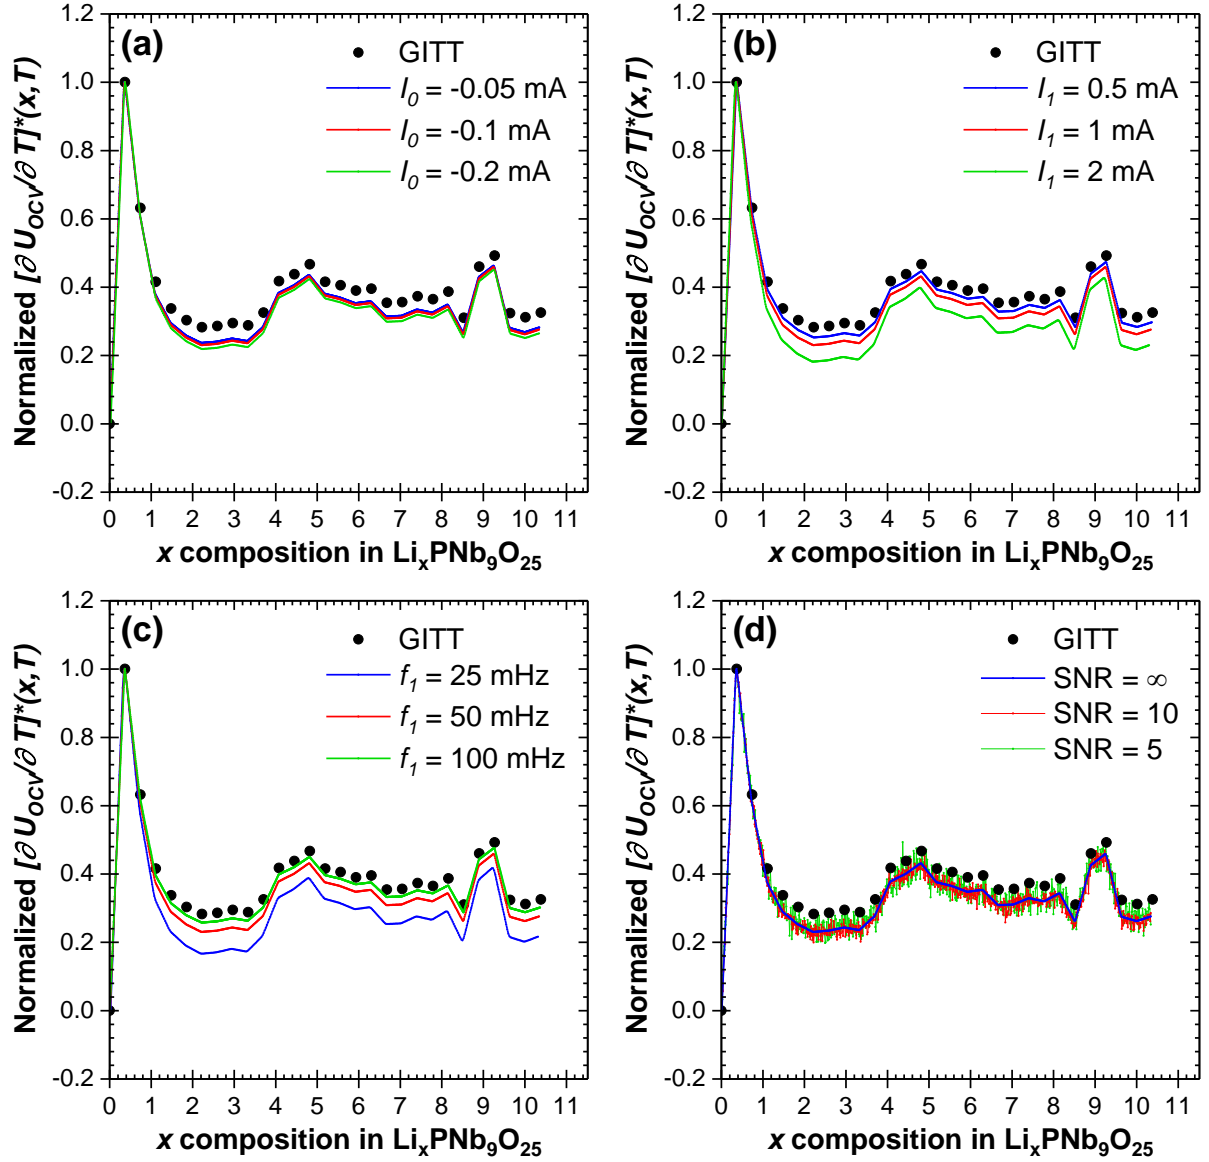 (a)
GITT
I₀ = -0.05 mA
I₀ = -0.1 mA
I₀ = -0.2 mA
Normalized [∂U_OCV/∂T]*(x,T)
1.2
1.0
0.8
0.6
0.4
0.2
0.0
-0.2
0 1 2 3 4 5 6 7 8 9 10 11
x composition in LiₓPNb₉O₂₅
(b)
GITT
I₁ = 0.5 mA
I₁ = 1 mA
I₁ = 2 mA
Normalized [∂U_OCV/∂T]*(x,T)
1.2
1.0
0.8
0.6
0.4
0.2
0.0
-0.2
0 1 2 3 4 5 6 7 8 9 10 11
x composition in LiₓPNb₉O₂₅
(c)
GITT
f₁ = 25 mHz
f₁ = 50 mHz
f₁ = 100 mHz
Normalized [∂U_OCV/∂T]*(x,T)
1.2
1.0
0.8
0.6
0.4
0.2
0.0
-0.2
0 1 2 3 4 5 6 7 8 9 10 11
x composition in LiₓPNb₉O₂₅
(d)
GITT
SNR = ∞
SNR = 10
SNR = 5
Normalized [∂U_OCV/∂T]*(x,T)
1.2
1.0
0.8
0.6
0.4
0.2
0.0
-0.2
0 1 2 3 4 5 6 7 8 9 10 11
x composition in LiₓPNb₉O₂₅